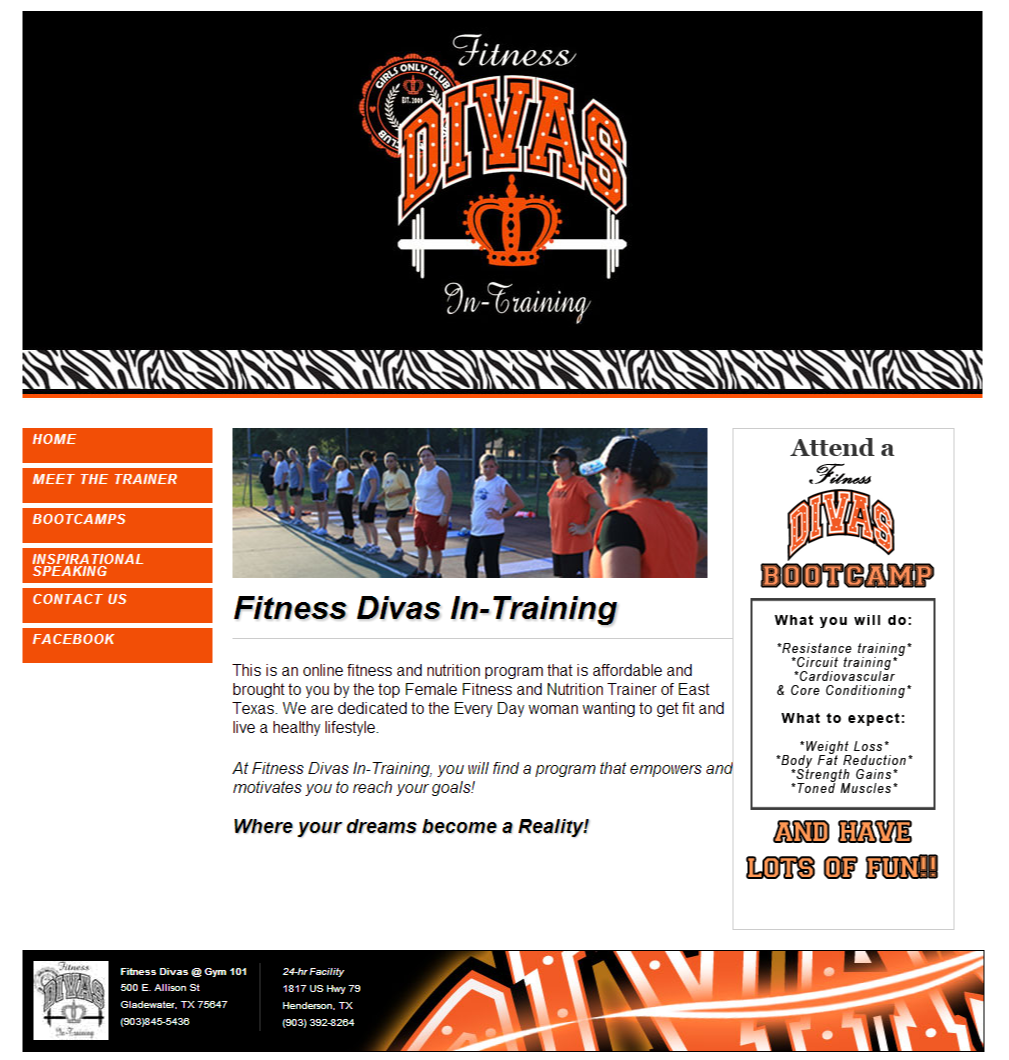 Fitness
GIRLS ONLY CLUB
EST. 2009
CLUB
DIVAS
In-Training
HOME
MEET THE TRAINER
BOOTCAMPS
INSPIRATIONAL
SPEAKING
CONTACT US
FACEBOOK
Fitness Divas In-Training
This is an online fitness and nutrition program that is affordable and
brought to you by the top Female Fitness and Nutrition Trainer of East
Texas. We are dedicated to the Every Day woman wanting to get fit and
live a healthy lifestyle.
At Fitness Divas In-Training, you will find a program that empowers and
motivates you to reach your goals!
Where your dreams become a Reality!
Attend a
Fitness
DIVAS
BOOTCAMP
What you will do:
*Resistance training*
*Circuit training*
*Cardiovascular
& Core Conditioning*
What to expect:
*Weight Loss*
*Body Fat Reduction*
*Strength Gains*
*Toned Muscles*
AND HAVE
LOTS OF FUN!!
Fitness
DIVAS
In-Training
Fitness Divas @ Gym 101
500 E. Allison St
Gladewater, TX 75647
(903)845-5436
24-hr Facility
1817 US Hwy 79
Henderson, TX
(903) 392-8264